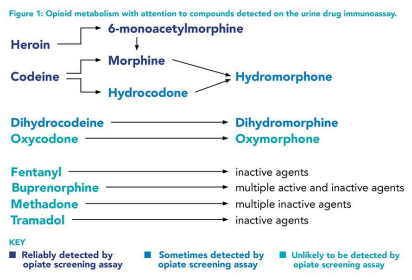 Figure 1: Opioid metabolism with attention to compounds detected on the urine drug immunoassay.
Heroin 6-monoacetylmorphine
Codeine Morphine Hydromorphone
Hydrocodone
Dihydrocodeine Dihydromorphine
Oxycodone Oxymorphone
Fentanyl inactive agents
Buprenorphine multiple active and inactive agents
Methadone multiple inactive agents
Tramadol inactive agents
KEY
Reliably detected by Sometimes detected by Unlikely to be detected by
opiate screening assay opiate screening assay opiate screening assay